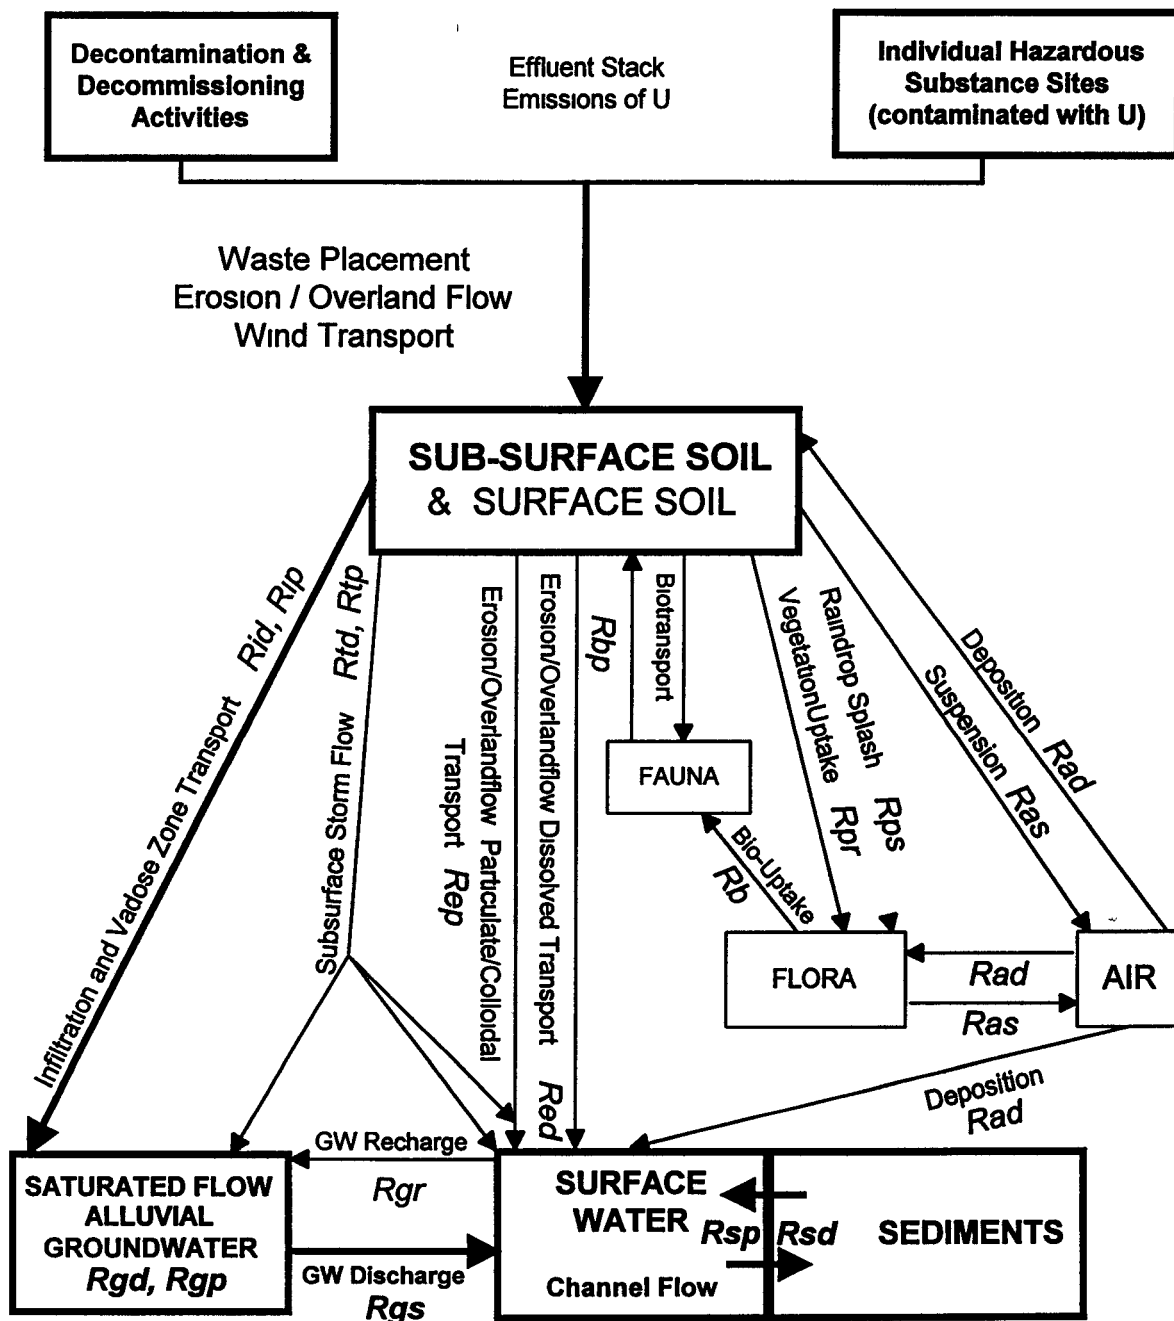 Decontamination &
Decommissioning
Activities
Effluent Stack
Emissions of U
Individual Hazardous
Substance Sites
(contaminated with U)
Waste Placement
Erosion / Overland Flow
Wind Transport
SUB-SURFACE SOIL
& SURFACE SOIL
Infiltration and Vadose Zone Transport Rid, Rip
Subsurface Storm Flow Rtd, Rtp
Erosion/Overlandflow Particulate/Colloidal
Transport Rep
Erosion/Overlandflow Dissolved Transport Red
Rbp
Biotransport
Raindrop Splash Rps
VegetationUptake Rpr
Suspension Ras
Deposition Rad
FAUNA
Bio-Uptake
Rb
FLORA
Rad
Ras
AIR
Deposition
Rad
SATURATED FLOW
ALLUVIAL
GROUNDWATER
Rgd, Rgp
GW Recharge
Rgr
GW Discharge
Rgs
SURFACE
WATER
Channel Flow
Rsp Rsd
SEDIMENTS